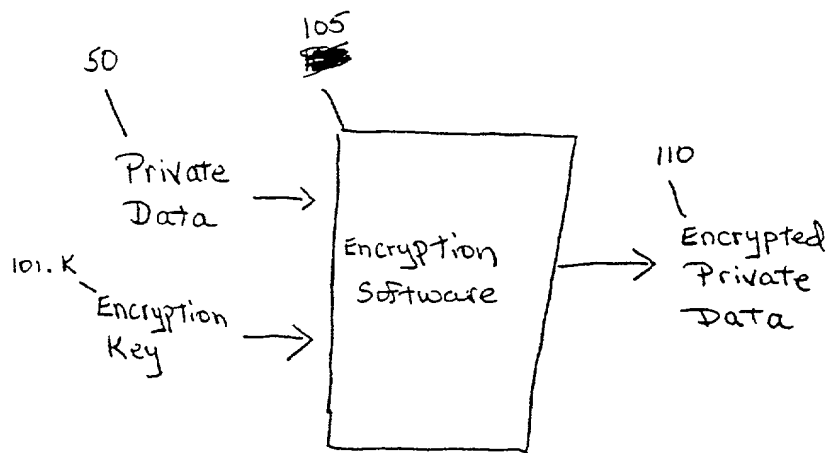 105
50
Private
Data
101.K
Encryption
Key
Encryption
Software
110
Encrypted
Private
Data